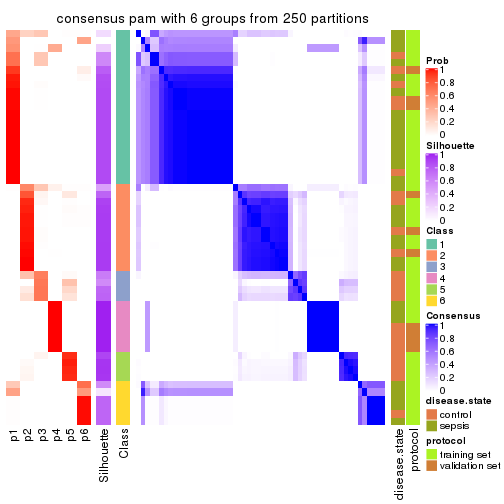 consensus pam with 6 groups from 250 partitions
Prob
1
0.8
0.6
0.4
0.2
0
Silhouette
1
0.8
0.6
0.4
0.2
0
Class
1
2
3
4
5
6
Consensus
1
0.8
0.6
0.4
0.2
0
disease.state
control
sepsis
protocol
training set
validation set
p1
p2
p3
p4
p5
p6
Silhouette
Class
disease.state
protocol